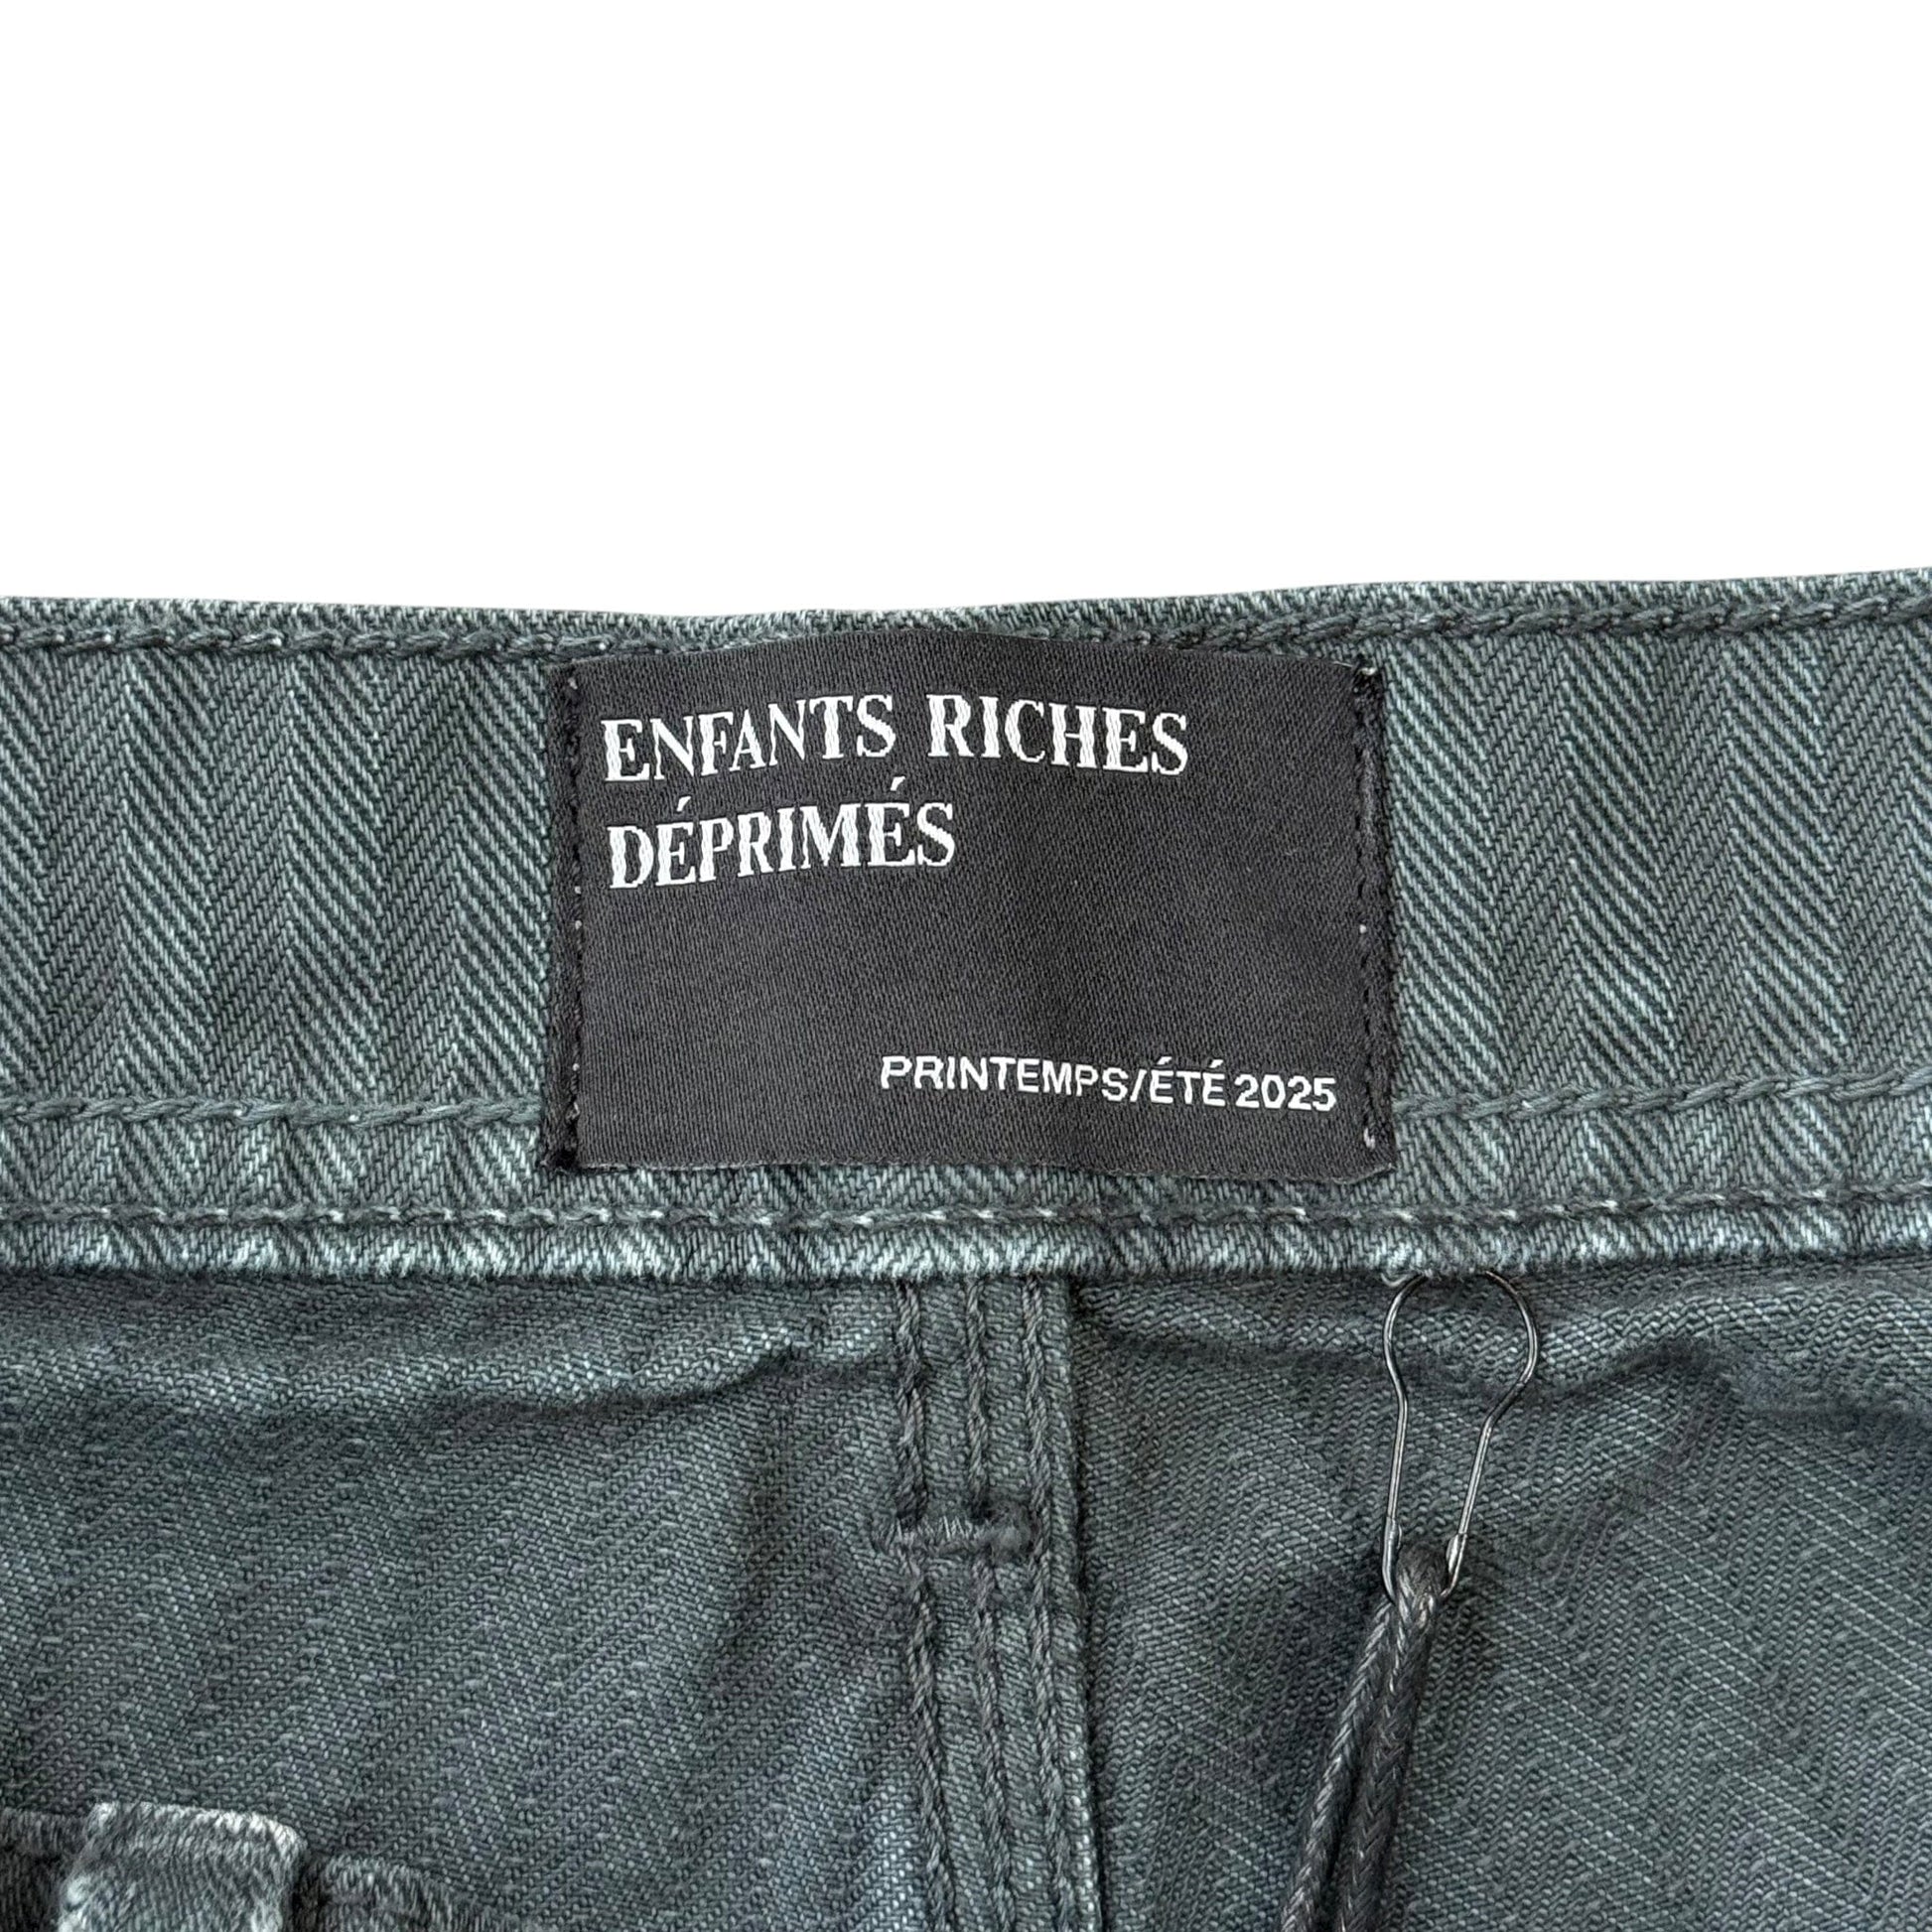 ENFANTS RICHES
DÉPRIMÉS
PRINTEMPS/ÉTÉ 2025